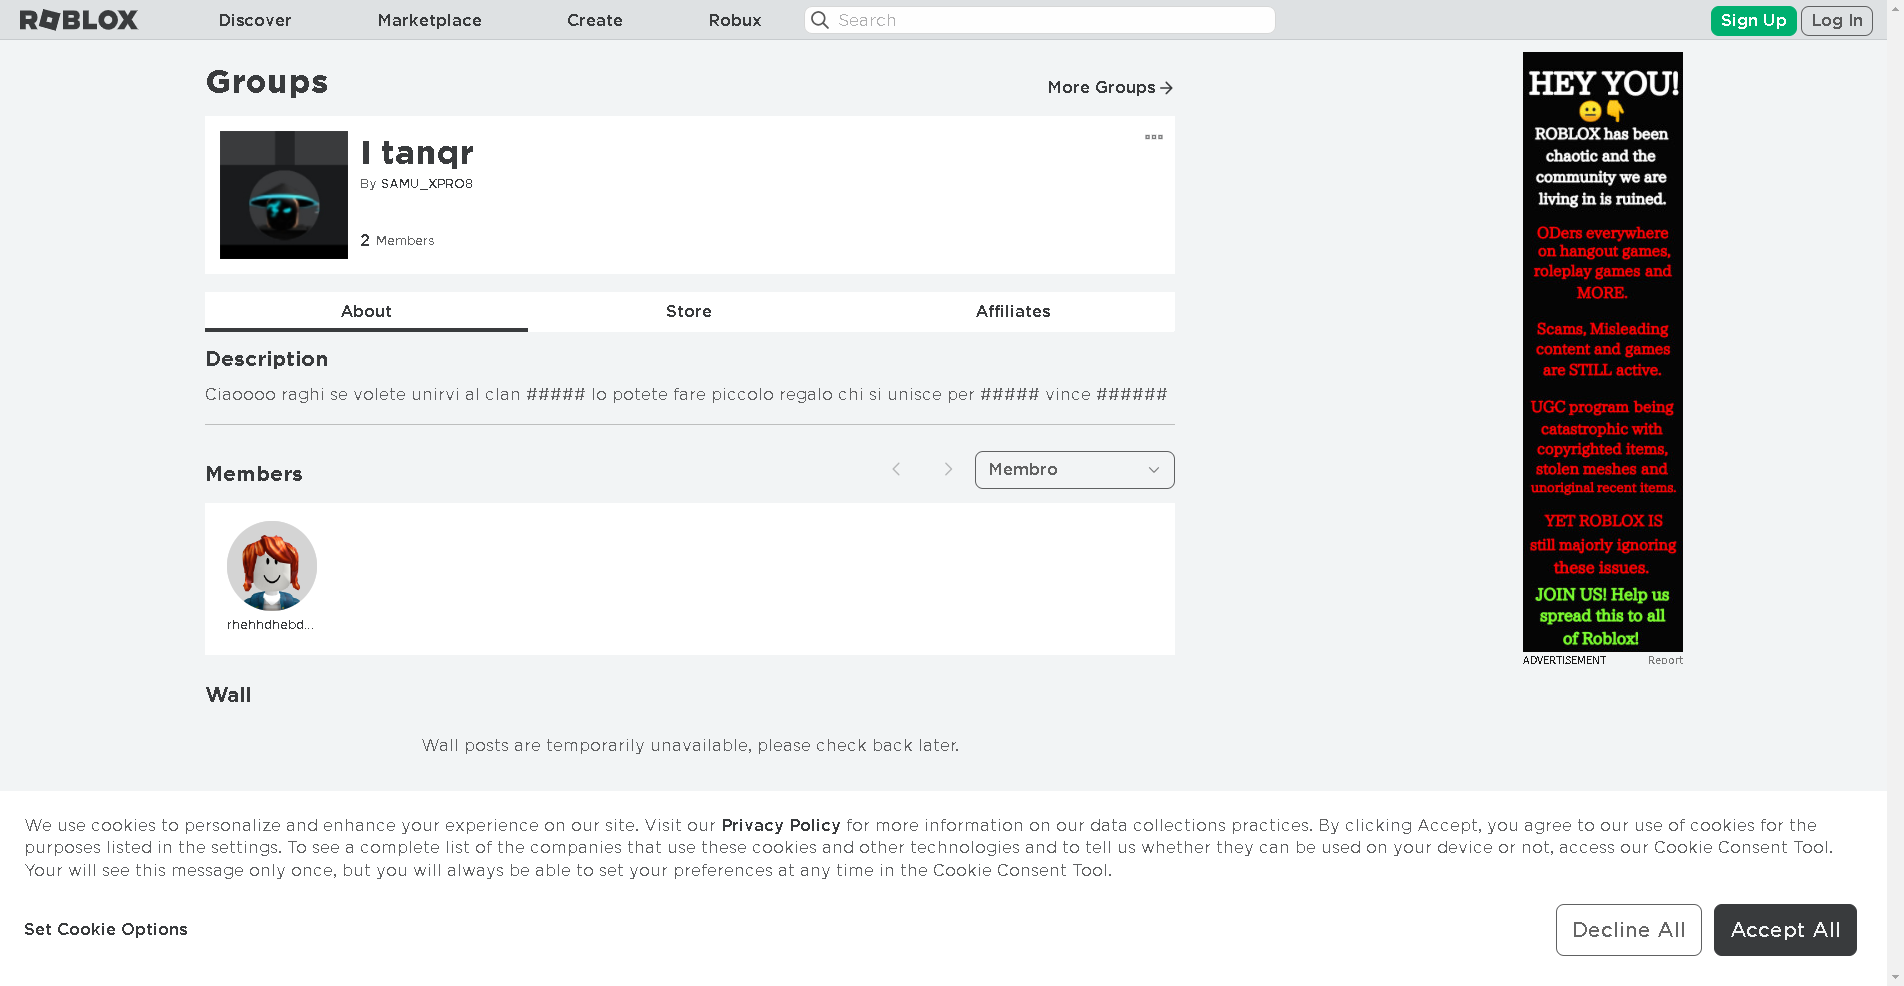 ROBLOX
Discover
Marketplace
Create
Robux
Search
Sign Up
Log In
Groups
More Groups
I tanqr
By SAMU_XPRO8
2 Members
About
Store
Affiliates
Description
Ciaoooo raghi se volete unirvi al clan ##### lo potete fare piccolo regalo chi si unisce per ##### vince ######
Members
Membro
rhehhdhebd...
Wall
Wall posts are temporarily unavailable, please check back later.
HEY YOU!
ROBLOX has been
chaotic and the
community we are
living in is ruined.
ODers everywhere
on hangout games,
roleplay games and
MORE.
Scams, Misleading
content and games
are STILL active.
UGC program being
catastrophic with
copyrighted items,
stolen meshes and
unoriginal recent items.
YET ROBLOX IS
still majorly ignoring
these issues.
JOIN US! Help us
spread this to all
of Roblox!
ADVERTISEMENT
Report
We use cookies to personalize and enhance your experience on our site. Visit our Privacy Policy for more information on our data collections practices. By clicking Accept, you agree to our use of cookies for the
purposes listed in the settings. To see a complete list of the companies that use these cookies and other technologies and to tell us whether they can be used on your device or not, access our Cookie Consent Tool.
Your will see this message only once, but you will always be able to set your preferences at any time in the Cookie Consent Tool.
Set Cookie Options
Decline All
Accept All